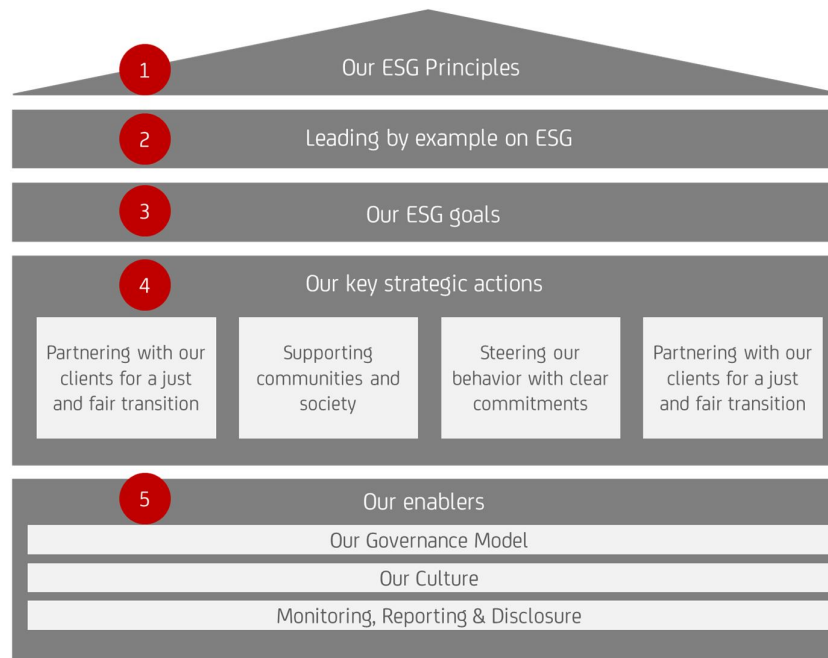 1
Our ESG Principles
2
Leading by example on ESG
3
Our ESG goals
4
Our key strategic actions
Partnering with our
clients for a just
and fair transition
Supporting
communities and
society
Steering our
behavior with clear
commitments
Partnering with our
clients for a just
and fair transition
5
Our enablers
Our Governance Model
Our Culture
Monitoring, Reporting & Disclosure